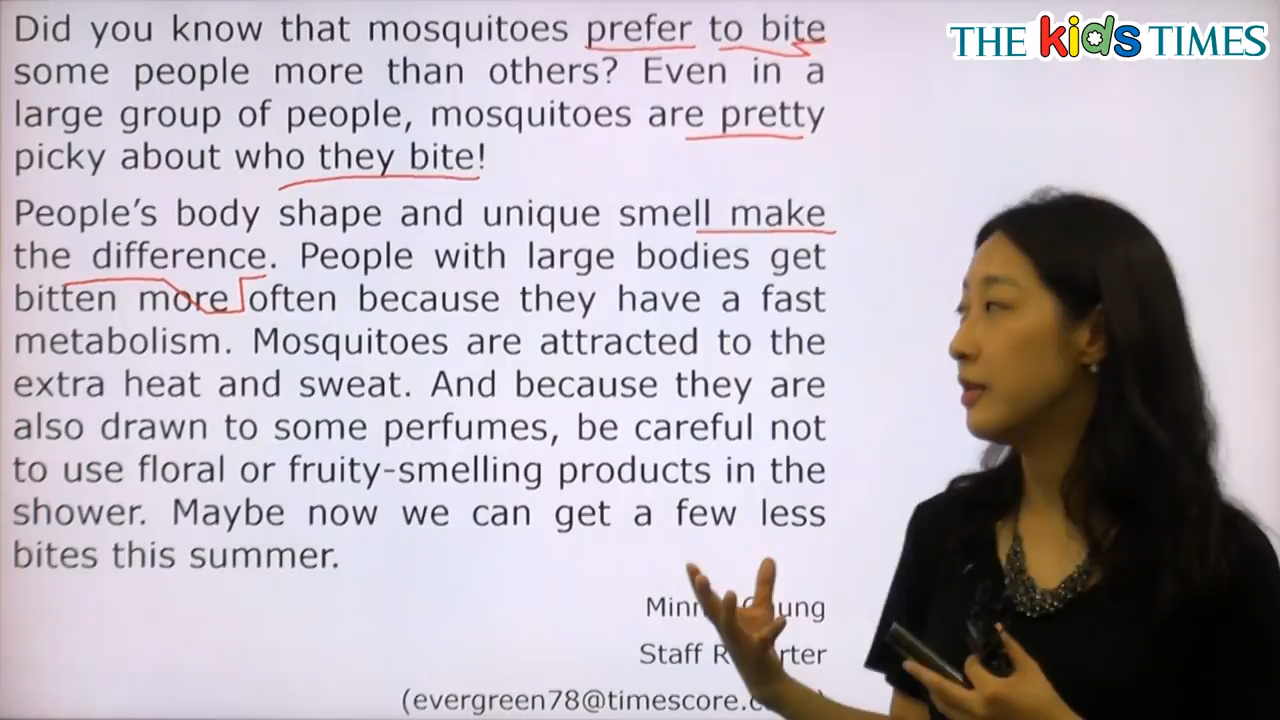 THE kids TIMES
Did you know that mosquitoes prefer to bite
some people more than others? Even in a
large group of people, mosquitoes are pretty
picky about who they bite!
People's body shape and unique smell make
the difference. People with large bodies get
bitten more often because they have a fast
metabolism. Mosquitoes are attracted to the
extra heat and sweat. And because they are
also drawn to some perfumes, be careful not
to use floral or fruity-smelling products in the
shower. Maybe now we can get a few less
bites this summer.
Staff